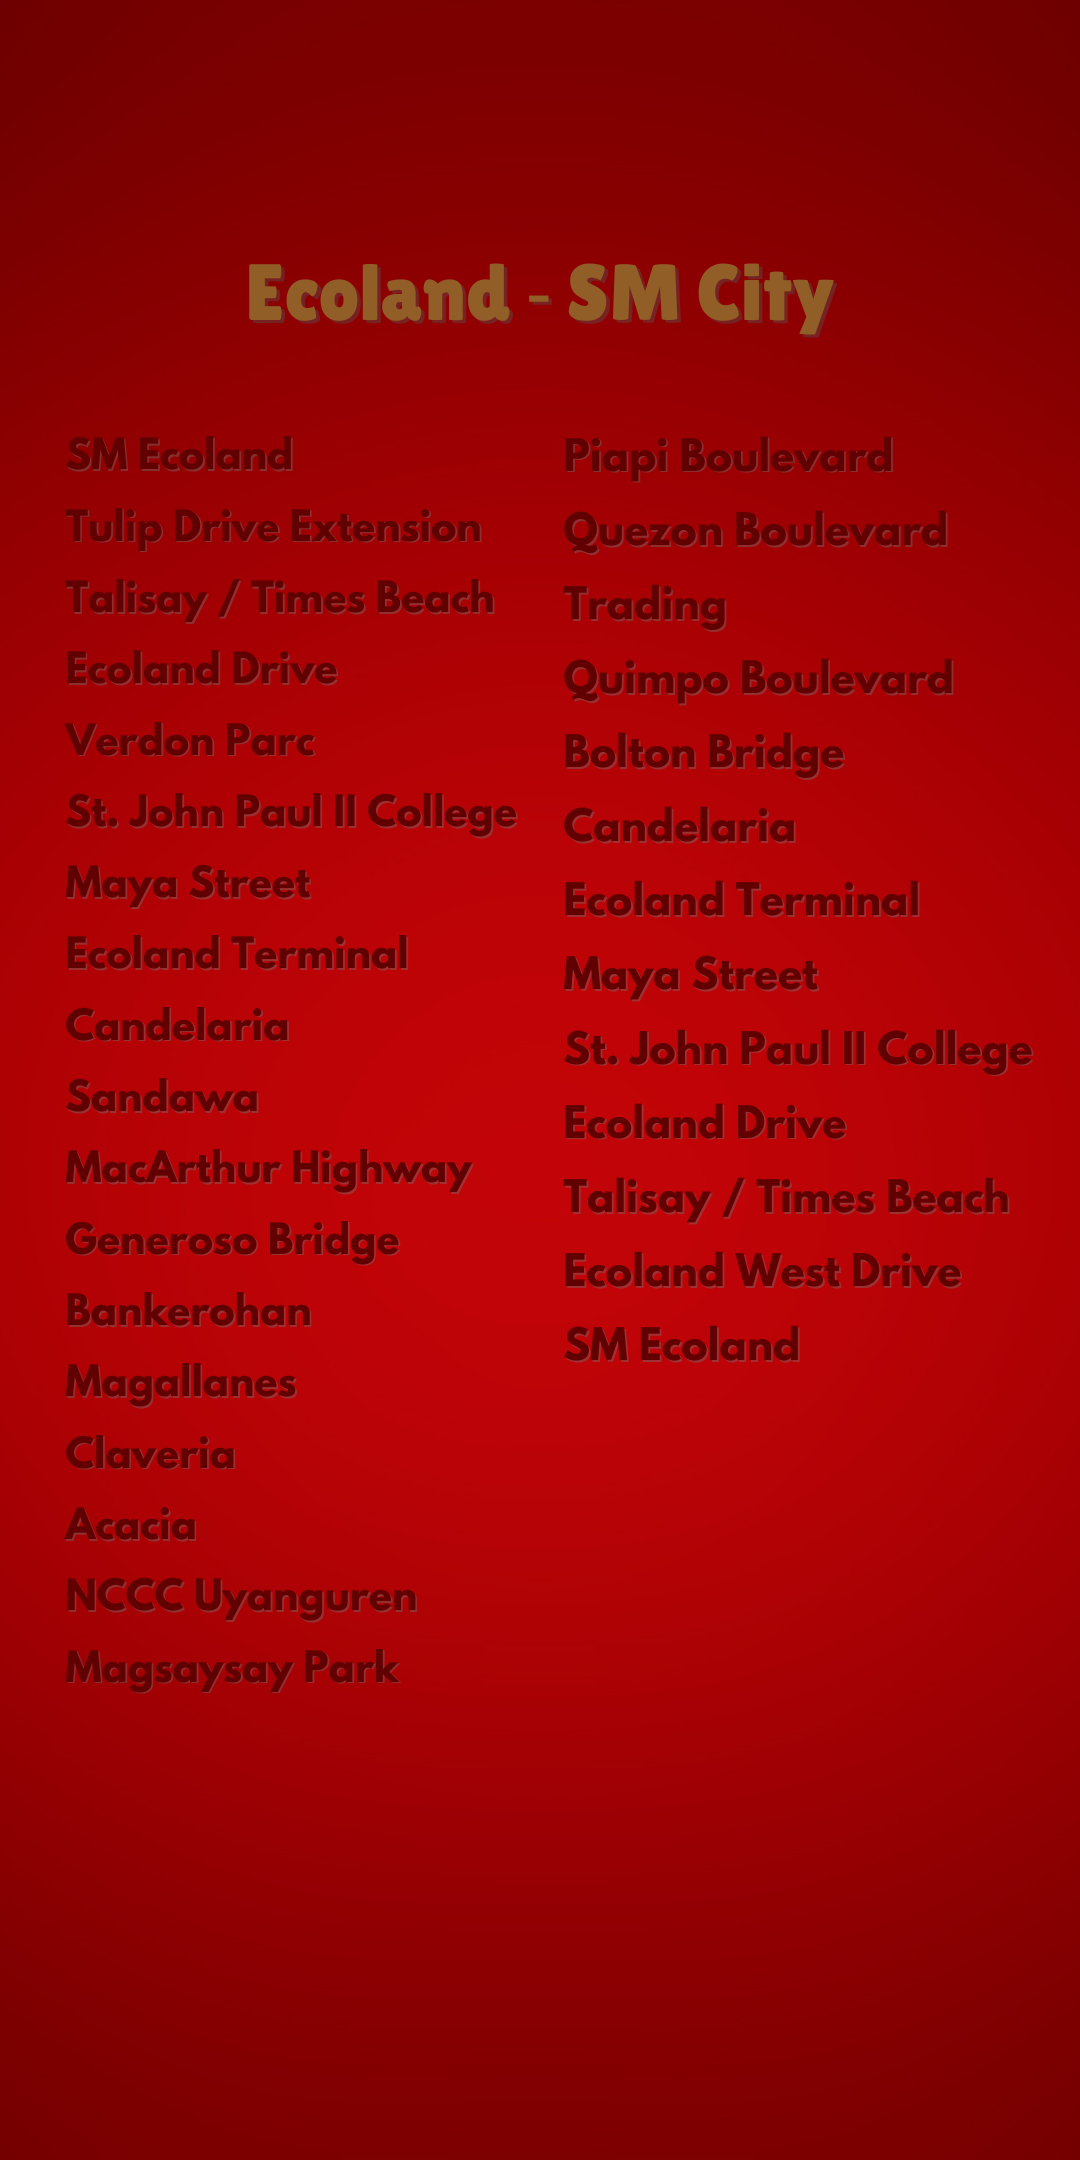 Ecoland - SM City
SM Ecoland
Tulip Drive Extension
Talisay / Times Beach
Ecoland Drive
Verdon Parc
St. John Paul II College
Maya Street
Ecoland Terminal
Candelaria
Sandawa
MacArthur Highway
Generoso Bridge
Bankerohan
Magallanes
Claveria
Acacia
NCCC Uyanguren
Magsaysay Park
Piapi Boulevard
Quezon Boulevard
Trading
Quimpo Boulevard
Bolton Bridge
Candelaria
Ecoland Terminal
Maya Street
St. John Paul II College
Ecoland Drive
Talisay / Times Beach
Ecoland West Drive
SM Ecoland